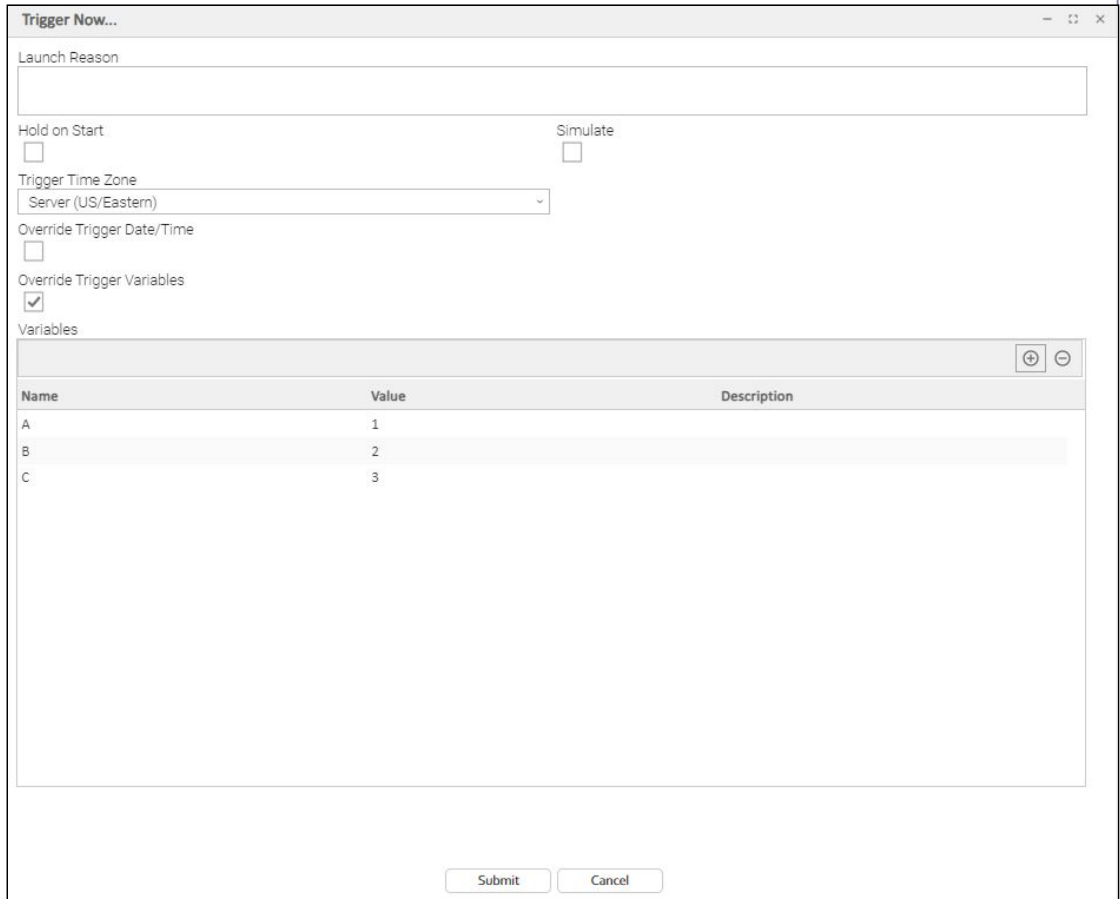 Trigger Now...
Launch Reason
Hold on Start Simulate
Trigger Time Zone
Server (US/Eastern)
Override Trigger Date/Time
Override Trigger Variables
Variables
Name Value Description
A 1
B 2
C 3
Submit Cancel